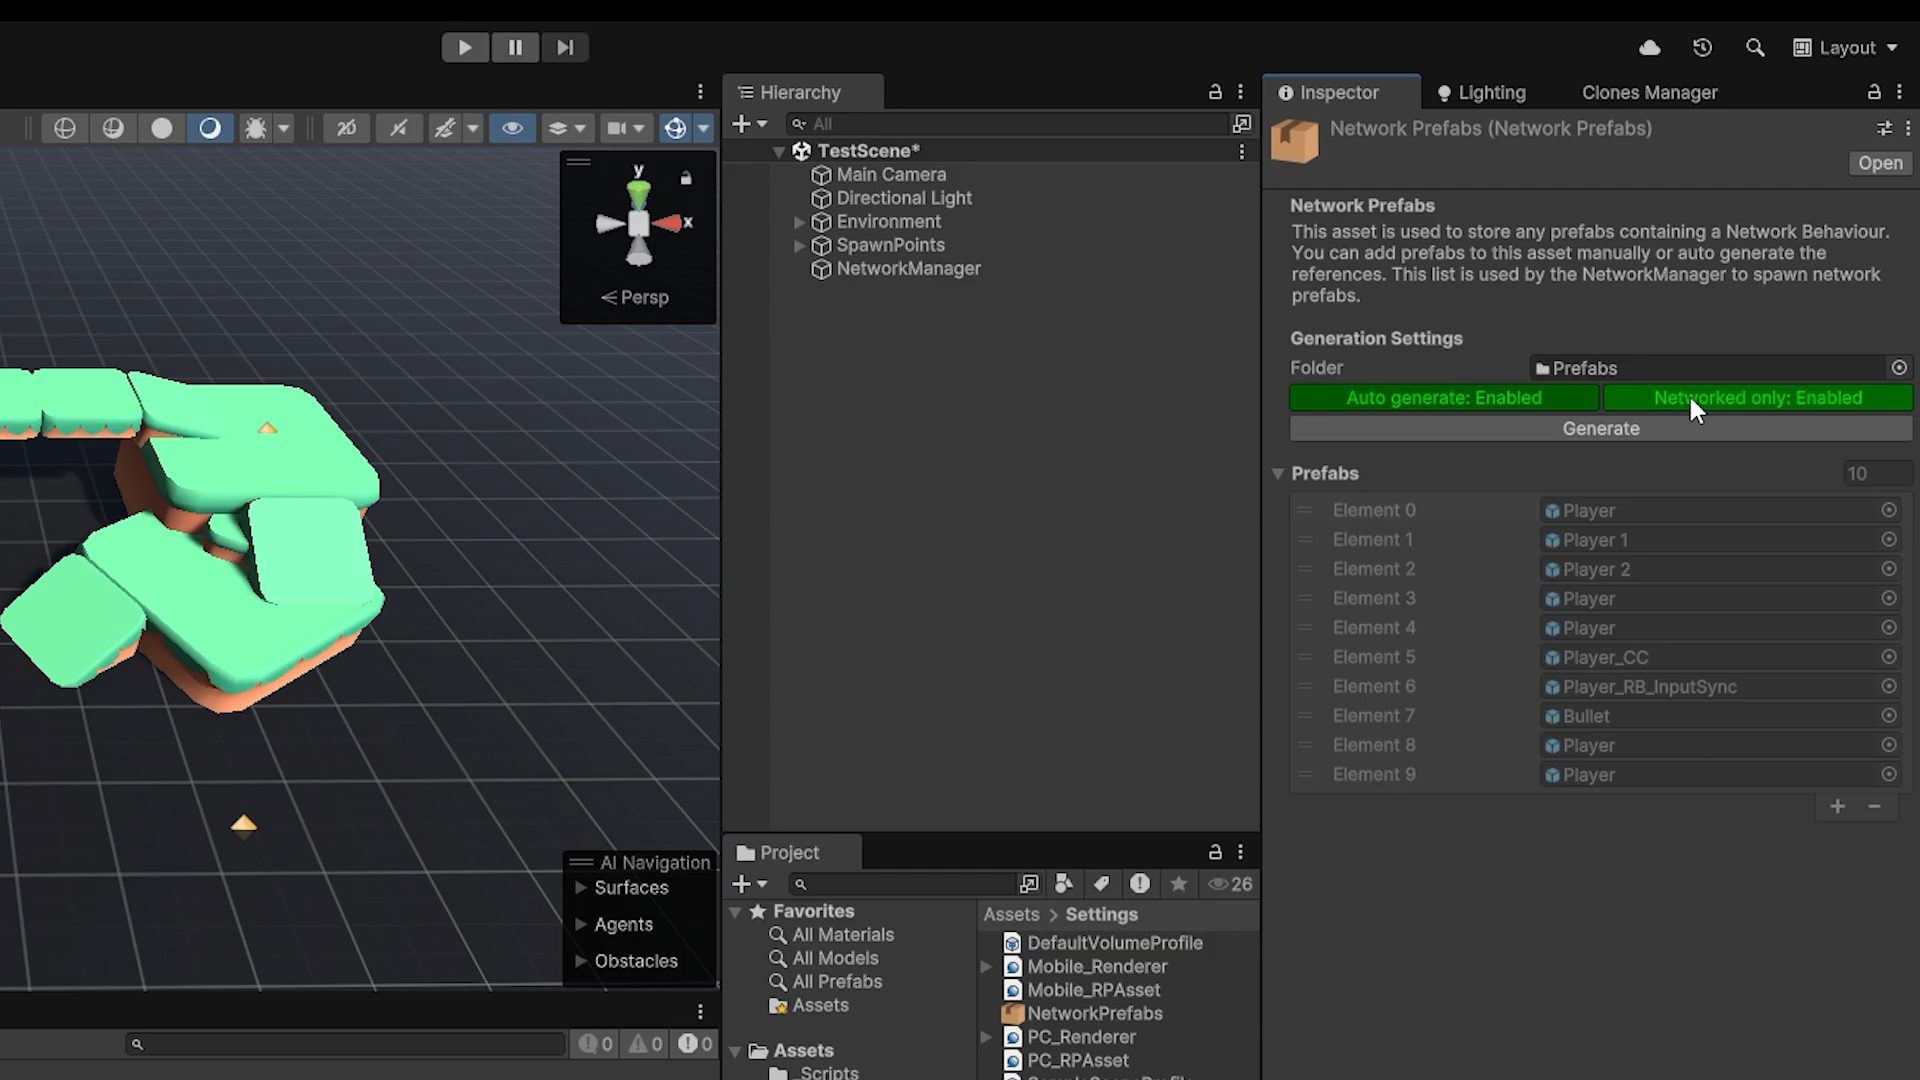 Layout
Hierarchy
All
TestScene*
Main Camera
Directional Light
Environment
SpawnPoints
NetworkManager
2D
y
x
Persp
AI Navigation
Surfaces
Agents
Obstacles
0
0
0
Project
26
Favorites
All Materials
All Models
All Prefabs
Assets
Assets
_Scripts
Assets > Settings
DefaultVolumeProfile
Mobile_Renderer
Mobile_RPAsset
NetworkPrefabs
PC_Renderer
PC_RPAsset
Inspector
Lighting
Clones Manager
Network Prefabs (Network Prefabs)
Open
Network Prefabs
This asset is used to store any prefabs containing a Network Behaviour.
You can add prefabs to this asset manually or auto generate the
references. This list is used by the NetworkManager to spawn network
prefabs.
Generation Settings
Folder Prefabs
Auto generate: Enabled
Networked only: Enabled
Generate
Prefabs 10
Element 0 Player
Element 1 Player 1
Element 2 Player 2
Element 3 Player
Element 4 Player
Element 5 Player_CC
Element 6 Player_RB_InputSync
Element 7 Bullet
Element 8 Player
Element 9 Player